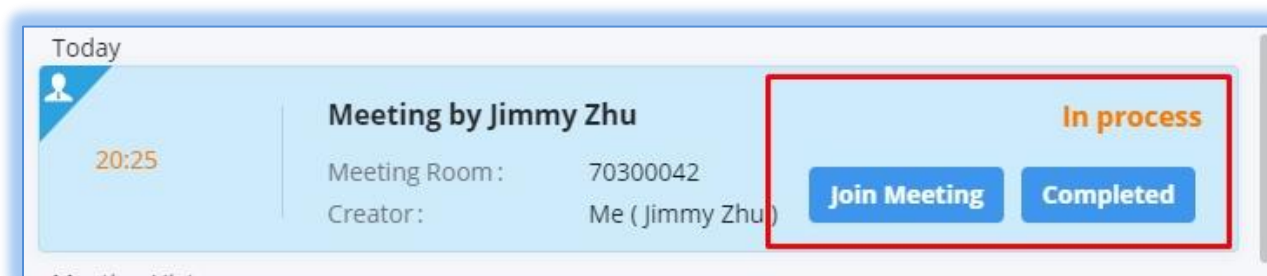 Today
Meeting by Jimmy Zhu
In process
20:25
Meeting Room: 70300042
Join Meeting Completed
Creator: Me ( Jimmy Zhu )